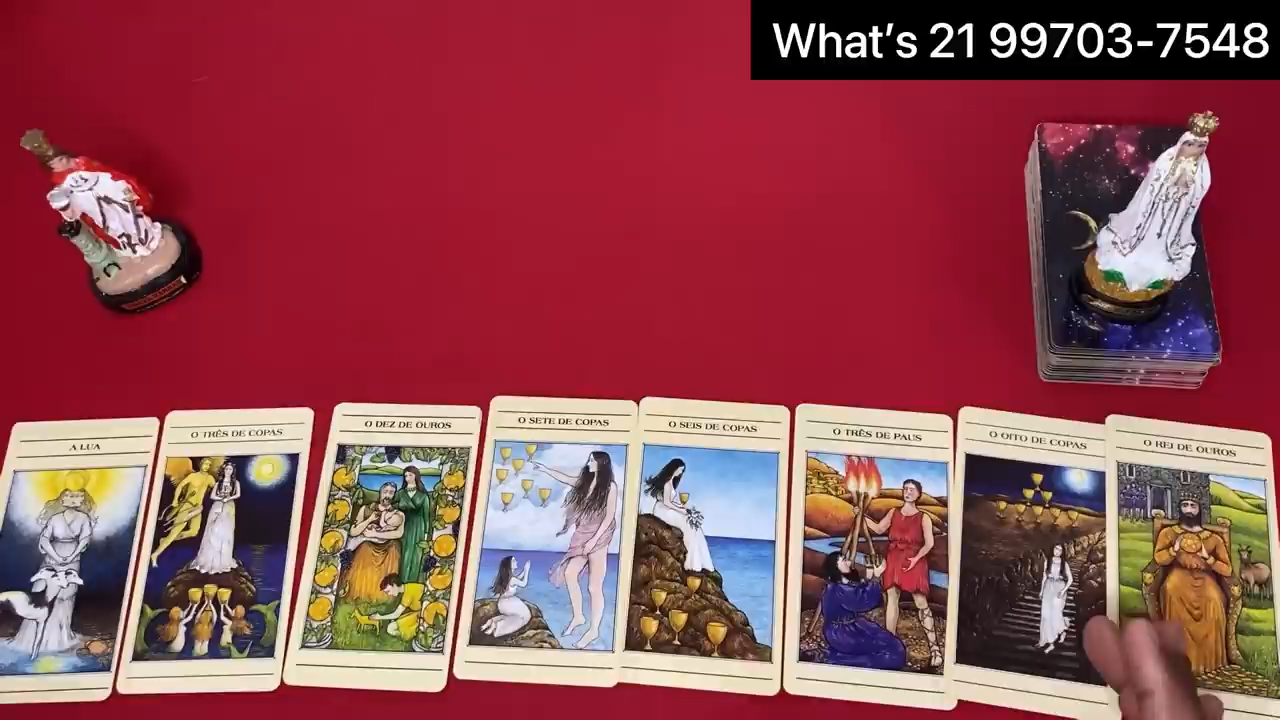 What's 21 99703-7548
A LUA
O TRÊS DE COPAS
O DEZ DE OUROS
O SETE DE COPAS
O SEIS DE COPAS
O TRÊS DE PAUS
O OITO DE COPAS
O REI DE OUROS